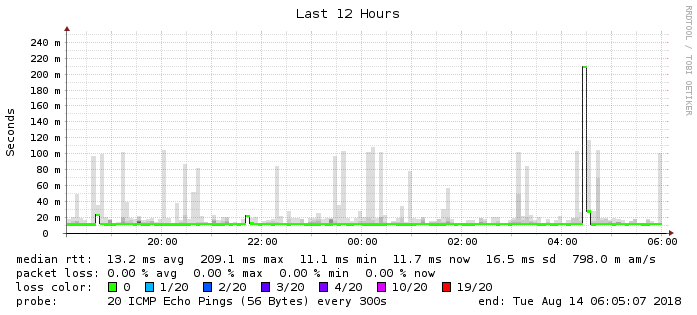 Last 12 Hours
RRDTOOL / TOBI OETIKER
Seconds
240 m
220 m
200 m
180 m
160 m
140 m
120 m
100 m
80 m
60 m
40 m
20 m
0
20:00 22:00 00:00 02:00 04:00 06:00
median rtt: 13.2 ms avg 209.1 ms max 11.1 ms min 11.7 ms now 16.5 ms sd 798.0 m am/s
packet loss: 0.00 % avg 0.00 % max 0.00 % min 0.00 % now
loss color: 0 1/20 2/20 3/20 4/20 10/20 19/20
probe: 20 ICMP Echo Pings (56 Bytes) every 300s end: Tue Aug 14 06:05:07 2018